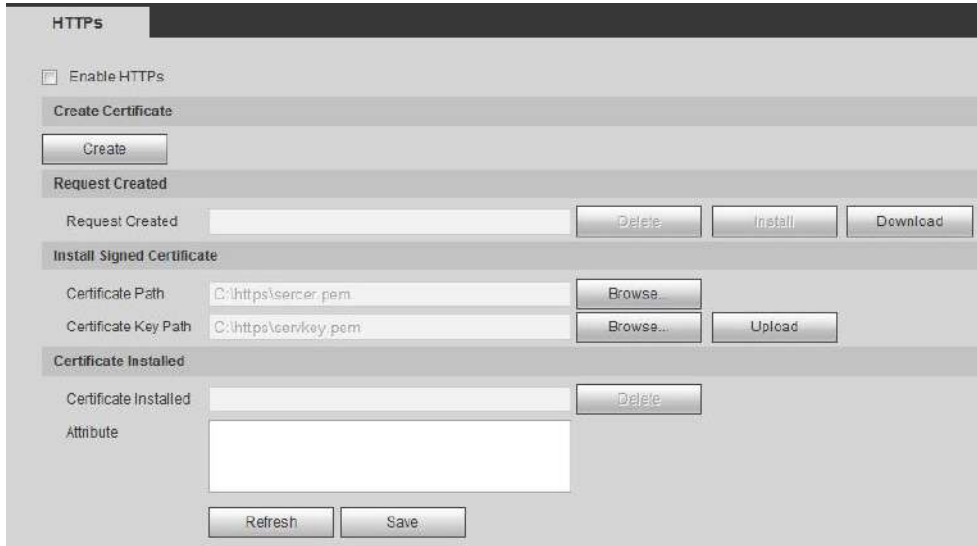 HTTPs
Enable HTTPs
Create Certificate
Create
Request Created
Request Created Delete Install Download
Install Signed Certificate
Certificate Path C:\https\sercer.pem Browse...
Certificate Key Path C:\https\servkey.pem Browse... Upload
Certificate Installed
Certificate Installed Delete
Attribute
Refresh Save